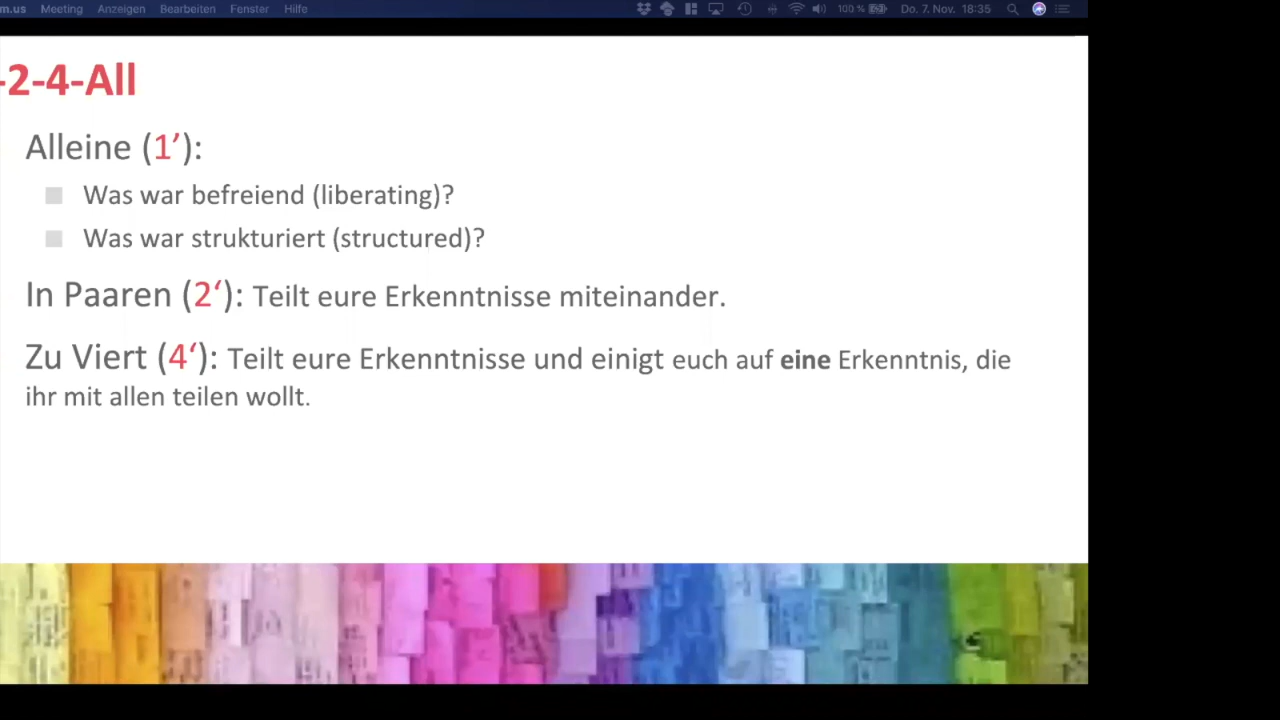 m.us Meeting Anzeigen Bearbeiten Fenster Hilfe 100 % Do. 7. Nov. 18:35
-2-4-All
Alleine (1’):
Was war befreiend (liberating)?
Was war strukturiert (structured)?
In Paaren (2‘): Teilt eure Erkenntnisse miteinander.
Zu Viert (4‘): Teilt eure Erkenntnisse und einigt euch auf eine Erkenntnis, die
ihr mit allen teilen wollt.